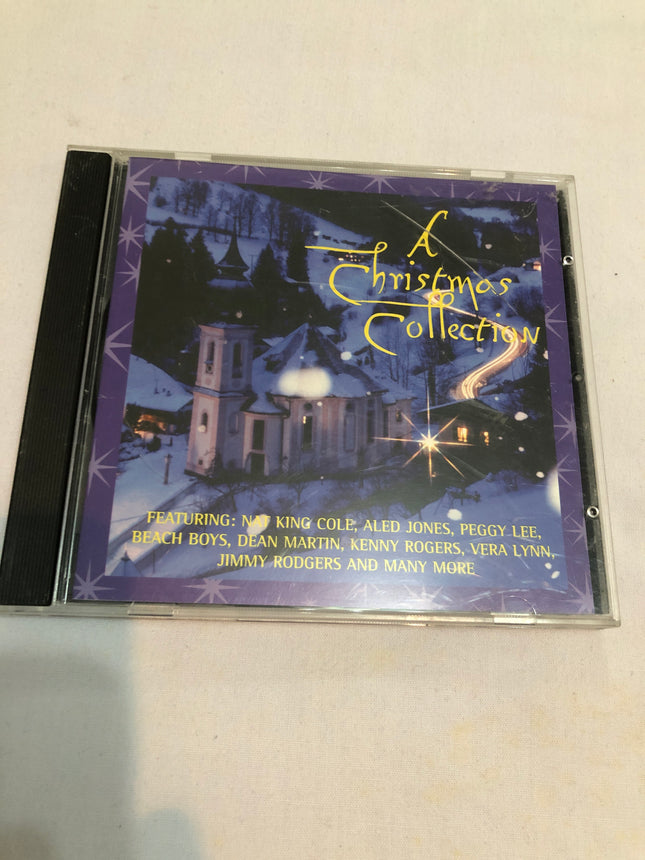 A
Christmas
Collection
FEATURING: NAT KING COLE, ALED JONES, PEGGY LEE,
BEACH BOYS, DEAN MARTIN, KENNY ROGERS, VERA LYNN,
JIMMY RODGERS AND MANY MORE